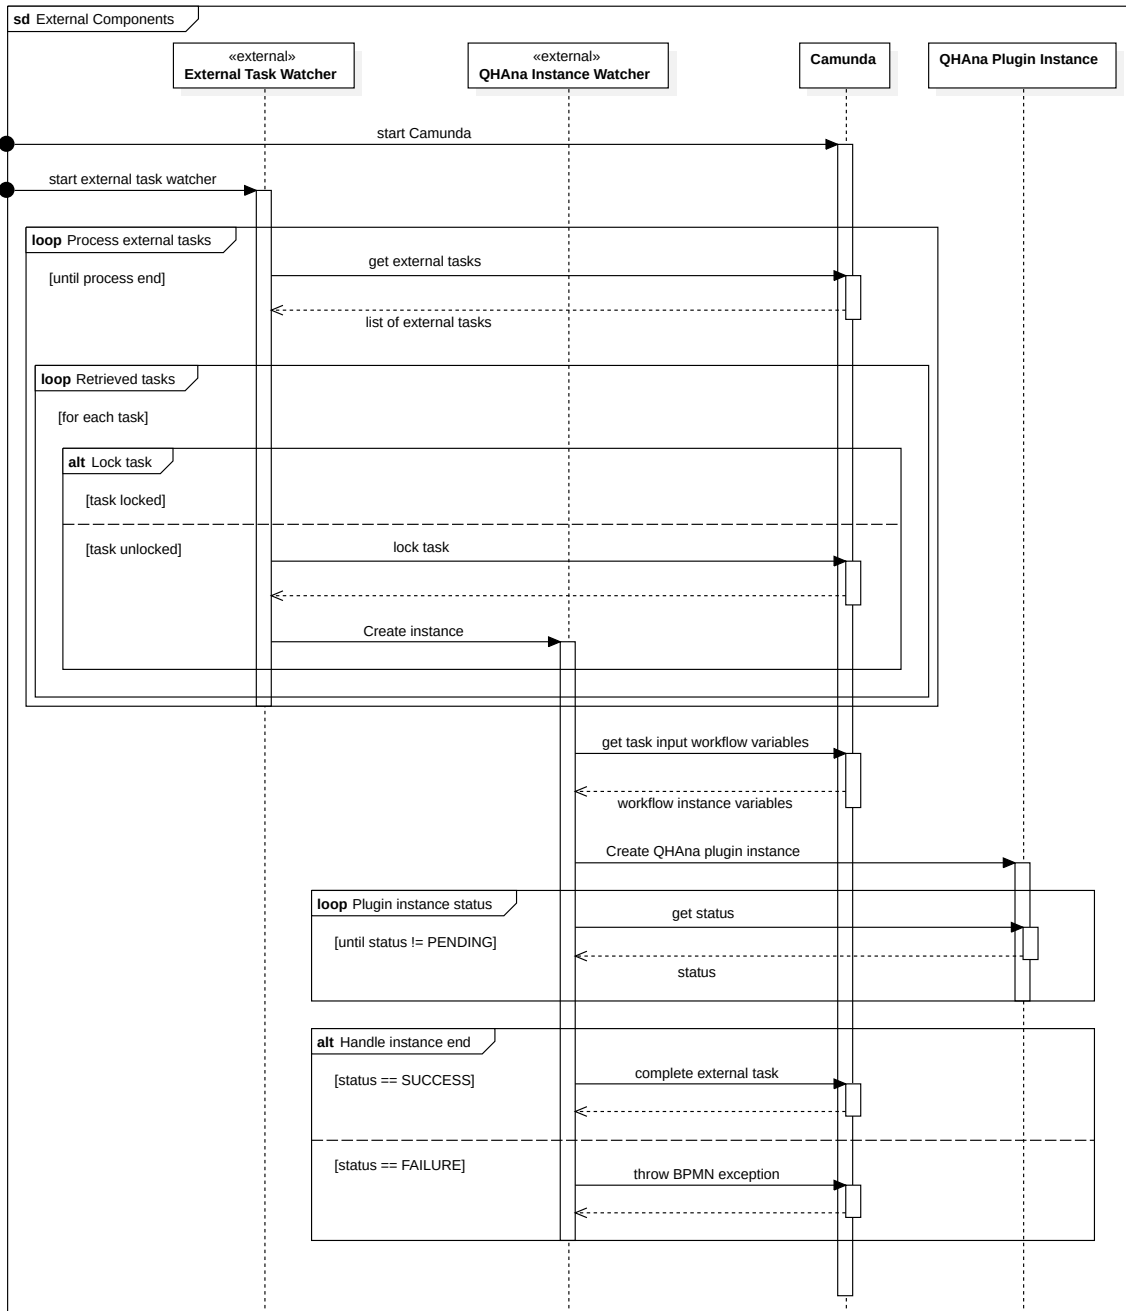 sd External Components
«external»
External Task Watcher
«external»
QHAna Instance Watcher
Camunda
QHAna Plugin Instance
start Camunda
start external task watcher
loop Process external tasks
[until process end]
get external tasks
list of external tasks
loop Retrieved tasks
[for each task]
alt Lock task
[task locked]
[task unlocked]
lock task
Create instance
get task input workflow variables
workflow instance variables
Create QHAna plugin instance
loop Plugin instance status
get status
[until status != PENDING]
status
alt Handle instance end
[status == SUCCESS]
complete external task
[status == FAILURE]
throw BPMN exception